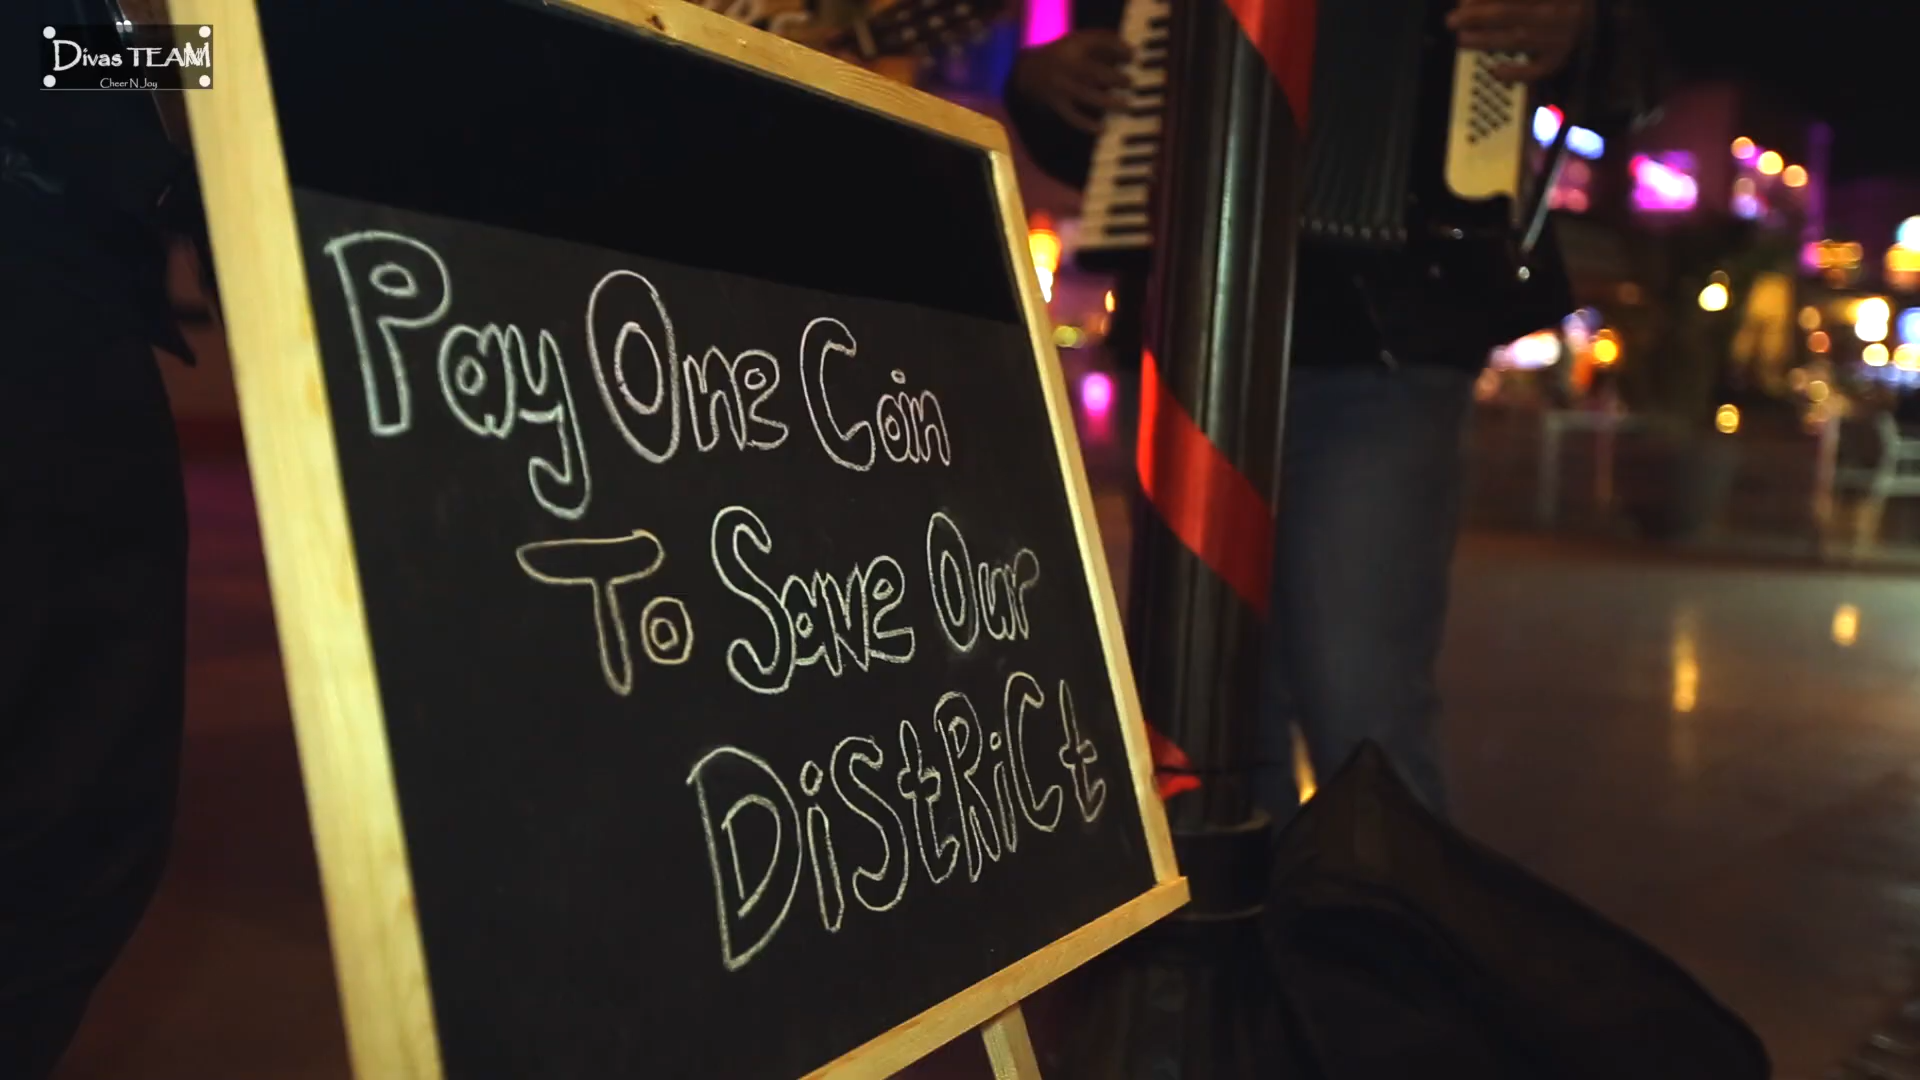 Divas TEAM
Cheer N Joy
Pay One Coin
To Save Our
DiStRiCt